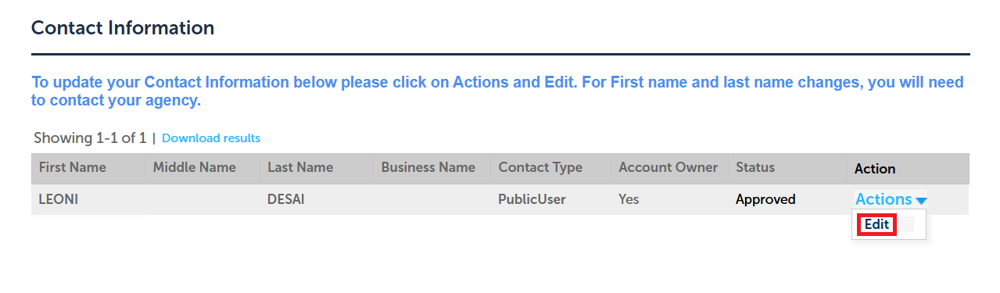 Contact Information
To update your Contact Information below please click on Actions and Edit. For First name and last name changes, you will need
to contact your agency.
Showing 1-1 of 1 | Download results
First Name Middle Name Last Name Business Name Contact Type Account Owner Status Action
LEONI DESAI PublicUser Yes Approved Actions
Edit